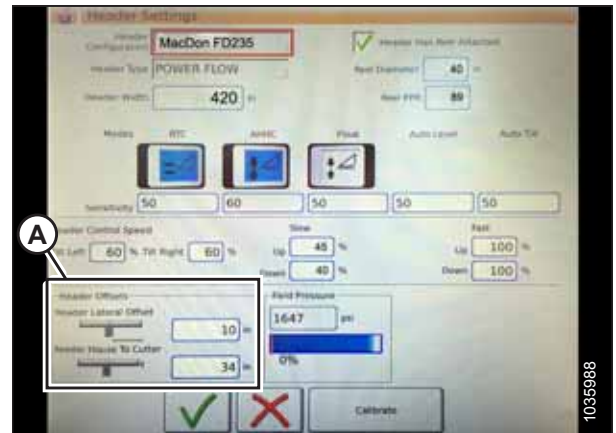 Header Settings
Header Configuration MacDon FD235
Header Has Reel Attached
Header Type POWER FLOW
Reel Diameter 40 in
Header Width 420 in
Reel PPR 89
Modes RTC AHHC Float Auto Level Auto Tilt
Sensitivity 50 60 50 50 50
Header Control Speed
Slow
Fast
Tilt Left 60 % Tilt Right 60 %
Up 48 %
Up 100 %
Down 40 %
Down 100 %
A
Header Offsets
Header Lateral Offset
10 in
Feeder House To Cutter
34 in
Field Pressure
1647 psi
0%
Calibrate
1035988